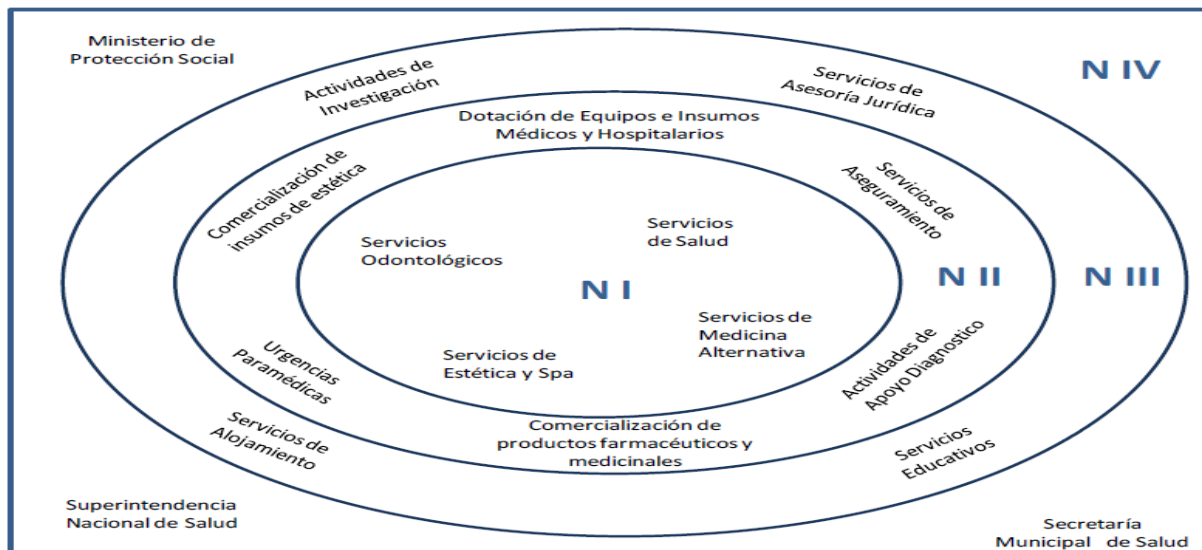 Ministerio de
Protección Social
N IV
Actividades de
Investigación
Servicios de
Asesoría Jurídica
Dotación de Equipos e Insumos
Médicos y Hospitalarios
Comercialización de
insumos de estética
Servicios de
Aseguramiento
Servicios
Odontológicos
Servicios
de Salud
N I
N II
N III
Servicios de
Medicina
Alternativa
Servicios de
Estética y Spa
Urgencias
Paramédicas
Actividades de
Apoyo Diagnostico
Comercialización de
productos farmacéuticos y
medicinales
Servicios de
Alojamiento
Servicios
Educativos
Superintendencia
Nacional de Salud
Secretaría
Municipal de Salud